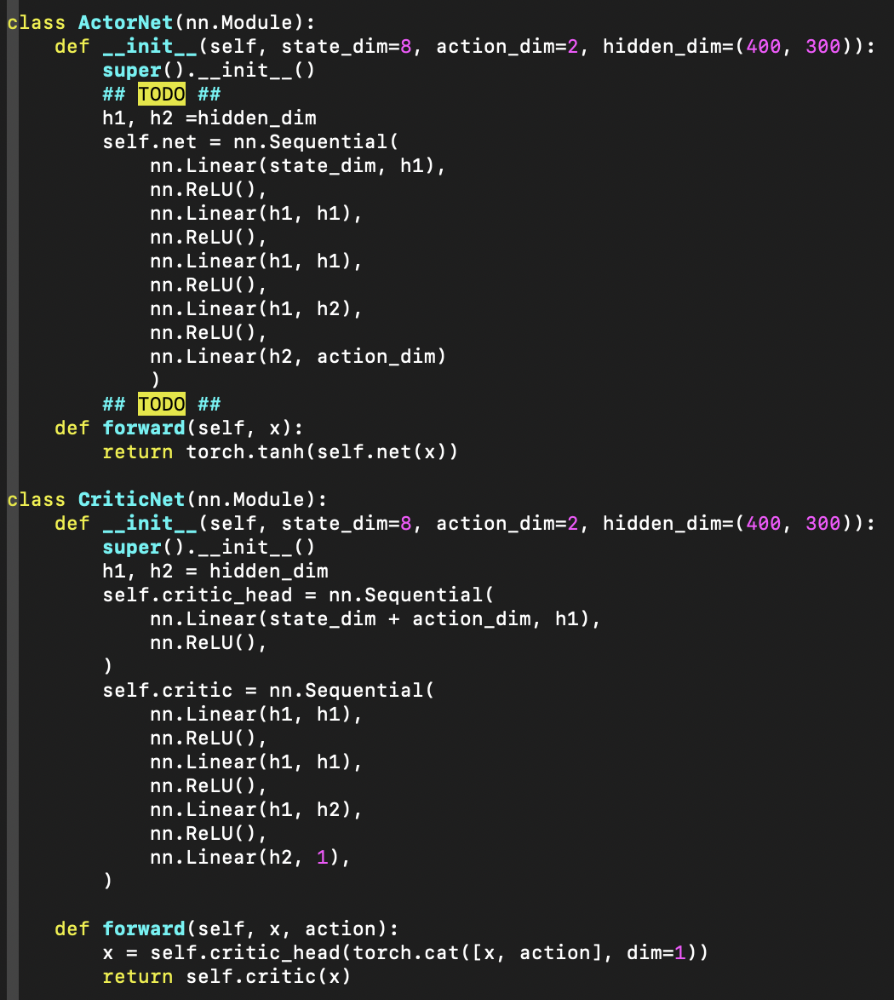 class ActorNet(nn.Module):
    def __init__(self, state_dim=8, action_dim=2, hidden_dim=(400, 300)):
        super().__init__()
        ## TODO ##
        h1, h2 =hidden_dim
        self.net = nn.Sequential(
            nn.Linear(state_dim, h1),
            nn.ReLU(),
            nn.Linear(h1, h1),
            nn.ReLU(),
            nn.Linear(h1, h1),
            nn.ReLU(),
            nn.Linear(h1, h2),
            nn.ReLU(),
            nn.Linear(h2, action_dim)
            )
        ## TODO ##
    def forward(self, x):
        return torch.tanh(self.net(x))

class CriticNet(nn.Module):
    def __init__(self, state_dim=8, action_dim=2, hidden_dim=(400, 300)):
        super().__init__()
        h1, h2 = hidden_dim
        self.critic_head = nn.Sequential(
            nn.Linear(state_dim + action_dim, h1),
            nn.ReLU(),
        )
        self.critic = nn.Sequential(
            nn.Linear(h1, h1),
            nn.ReLU(),
            nn.Linear(h1, h1),
            nn.ReLU(),
            nn.Linear(h1, h2),
            nn.ReLU(),
            nn.Linear(h2, 1),
        )

    def forward(self, x, action):
        x = self.critic_head(torch.cat([x, action], dim=1))
        return self.critic(x)